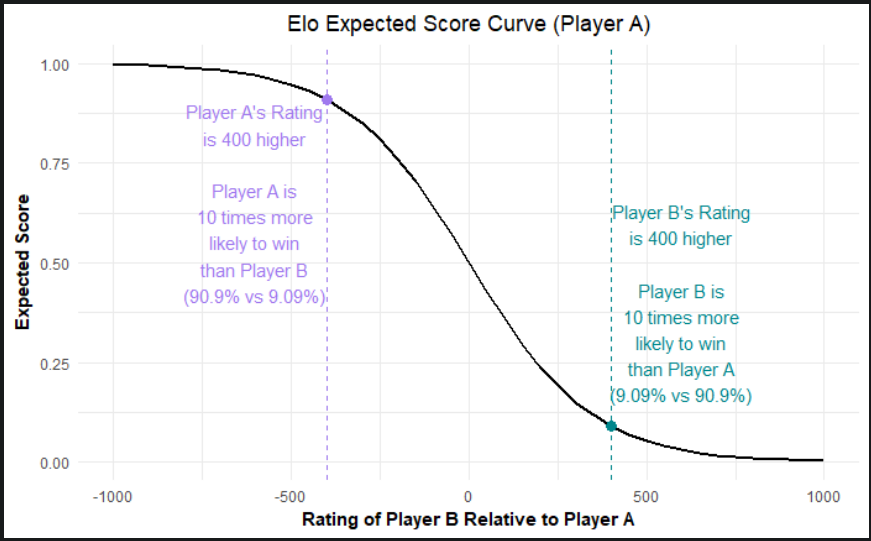 Elo Expected Score Curve (Player A)
Expected Score
1.00
0.75
0.50
0.25
0.00
Player A's Rating
is 400 higher
Player A is
10 times more
likely to win
than Player B
(90.9% vs 9.09%)
Player B's Rating
is 400 higher
Player B is
10 times more
likely to win
than Player A
(9.09% vs 90.9%)
-1000 -500 0 500 1000
Rating of Player B Relative to Player A